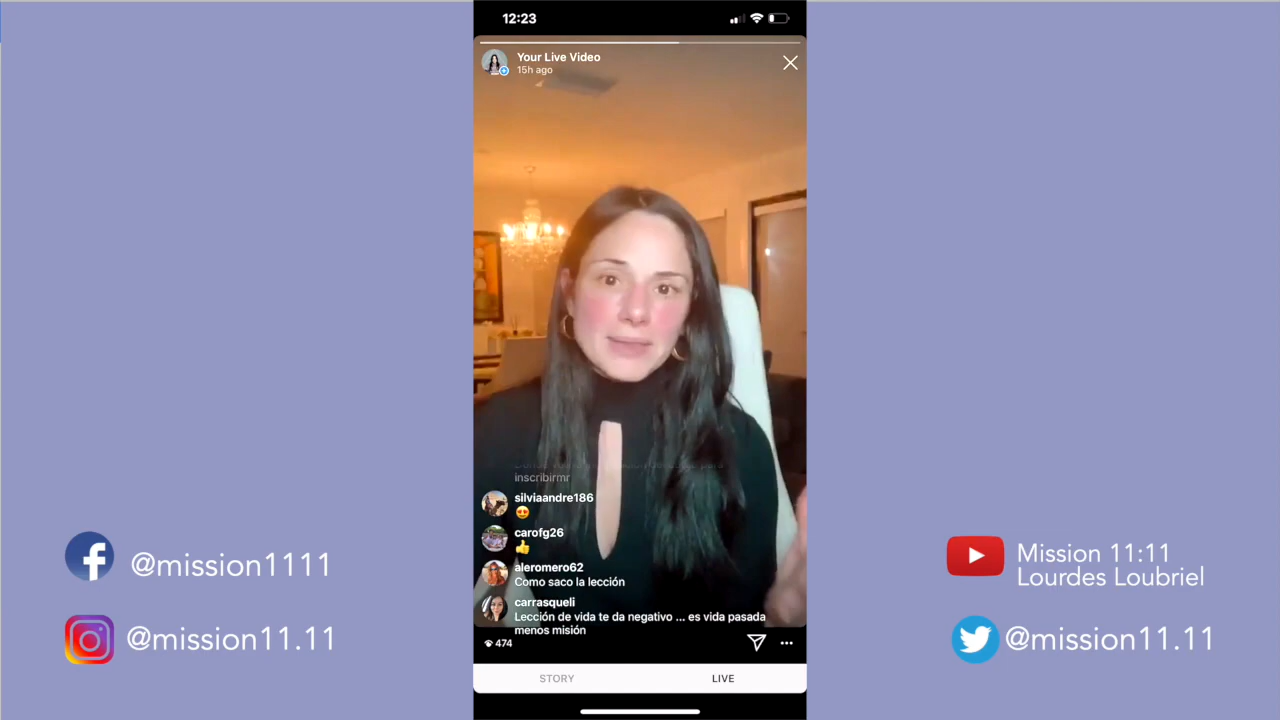 12:23
Your Live Video
15h ago
inscribirmr
silviaandre186
carofg26
aleromero62
Como saco la lección
carrasqueli
Lección de vida te da negativo ... es vida pasada
menos misión
474
STORY
LIVE
@mission1111
@mission11.11
Mission 11:11
Lourdes Loubriel
@mission11.11